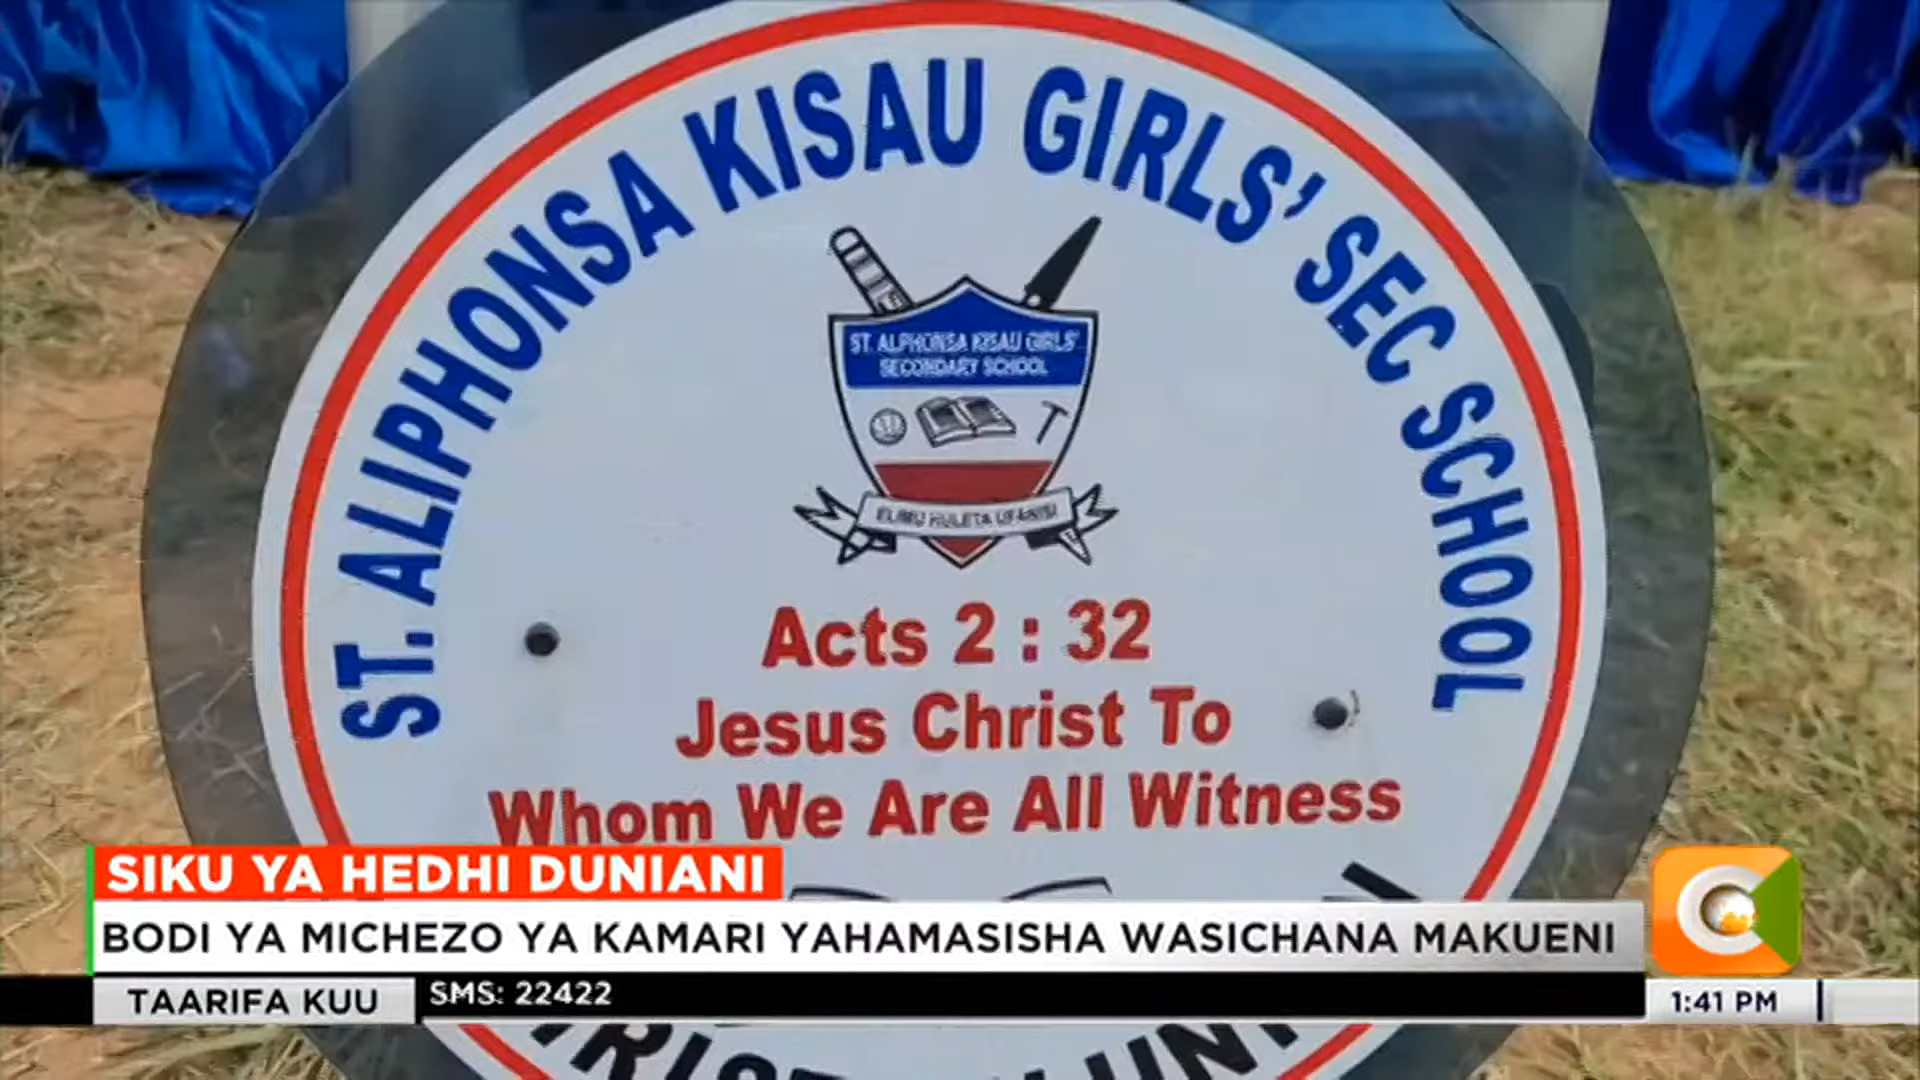 ST. ALIPHONSA KISAU GIRLS' SEC SCHOOL
ST. ALPHONSA KISAU GIRLS'
SECONDARY SCHOOL
ELIMU HULETA UFANISI
Acts 2 : 32
Jesus Christ To
Whom We Are All Witness
SIKU YA HEDHI DUNIANI
BODI YA MICHEZO YA KAMARI YAHAMASISHA WASICHANA MAKUENI
TAARIFA KUU
SMS: 22422
1:41 PM